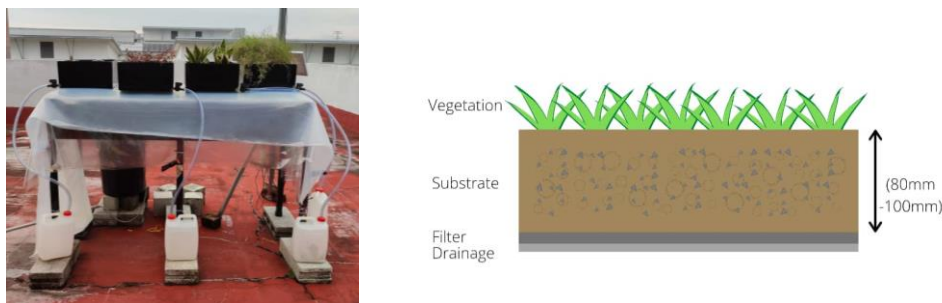 Vegetation
Substrate
(80mm
-100mm)
Filter
Drainage